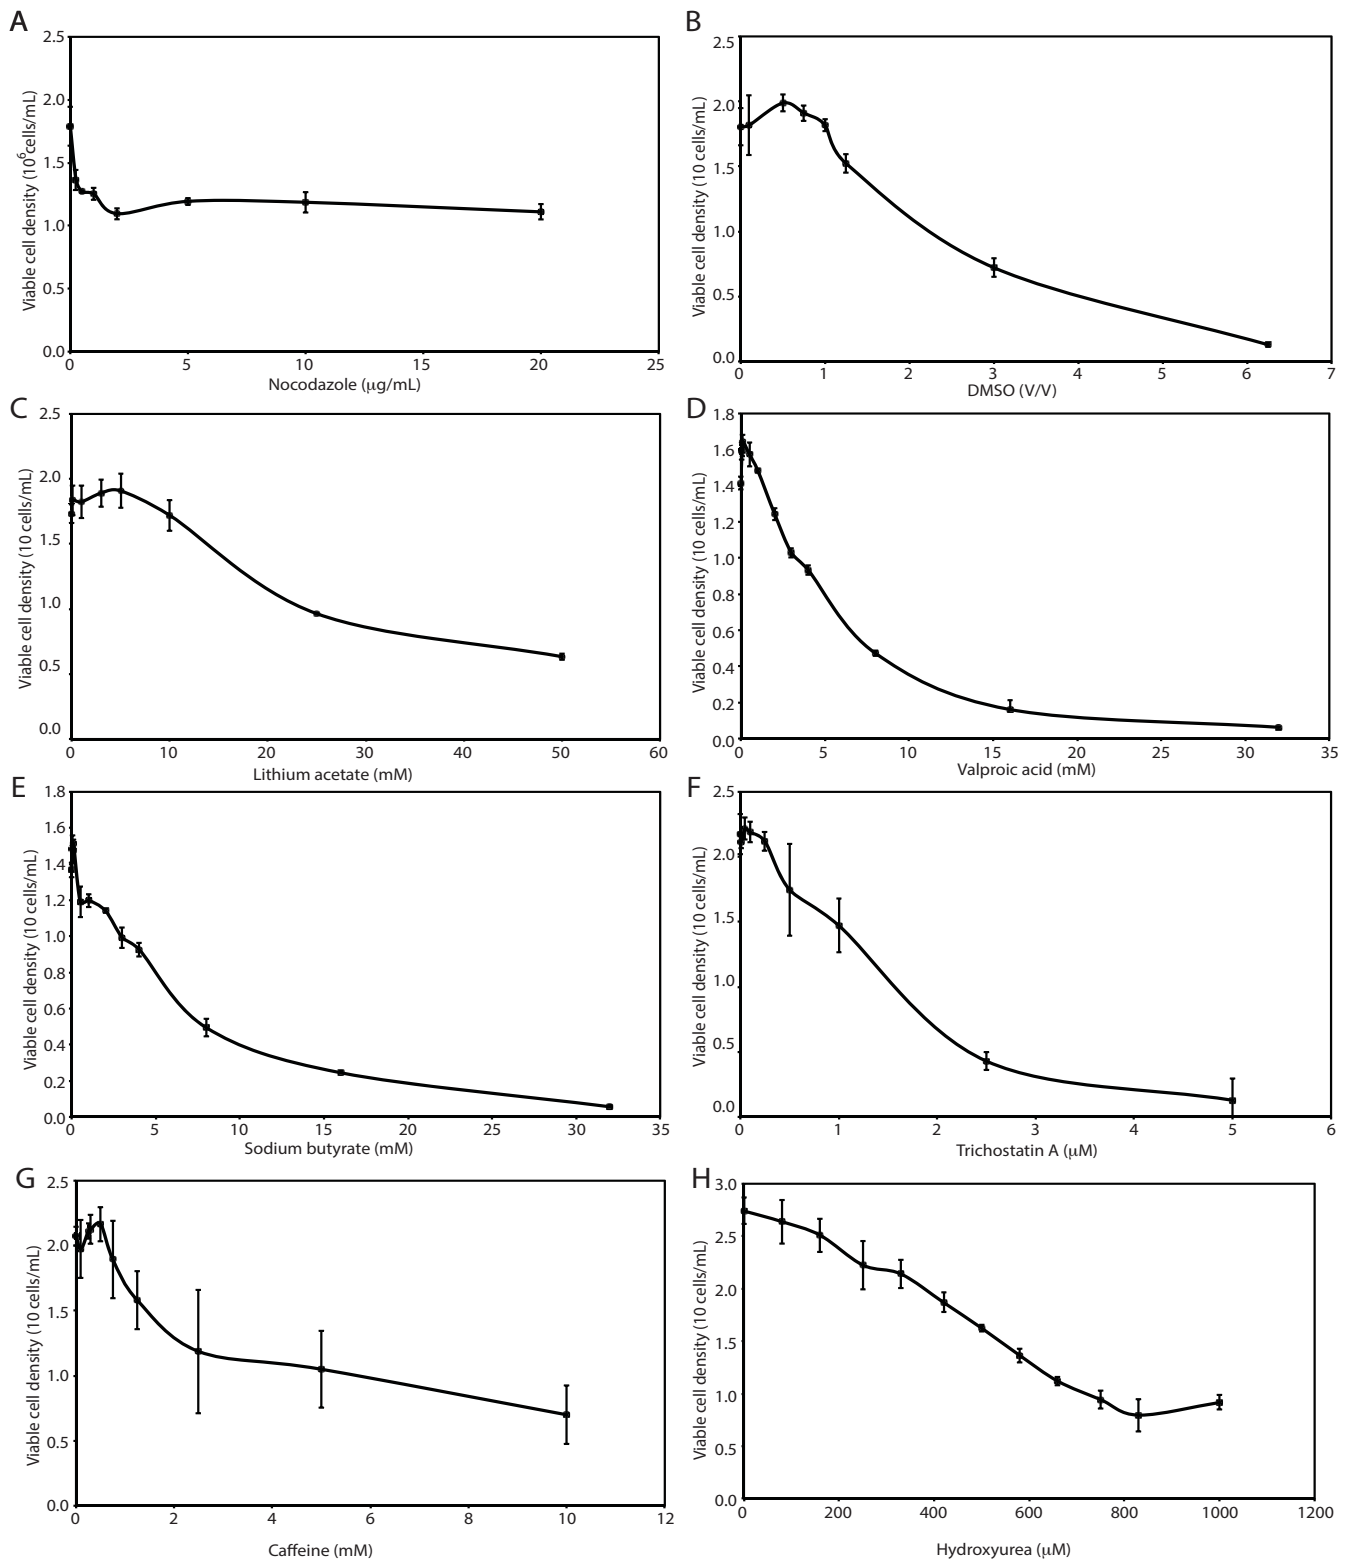 A
Viable cell density (10⁶cells/mL)
2.5
2.0
1.5
1.0
0.5
0.0
0 5 10 15 20 25
Nocodazole (µg/mL)
B
Viable cell density (10 cells/mL)
2.5
2.0
1.5
1.0
0.5
0.0
0 1 2 3 4 5 6 7
DMSO (V/V)
C
Viable cell density (10 cells/mL)
2.5
2.0
1.5
1.0
0.5
0.0
0 10 20 30 40 50 60
Lithium acetate (mM)
D
Viable cell density (10 cells/mL)
1.8
1.6
1.4
1.2
1.0
0.8
0.6
0.4
0.2
0.0
0 5 10 15 20 25 30 35
Valproic acid (mM)
E
Viable cell density (10 cells/mL)
1.8
1.6
1.4
1.2
1.0
0.8
0.6
0.4
0.2
0.0
0 5 10 15 20 25 30 35
Sodium butyrate (mM)
F
Viable cell density (10 cells/mL)
2.5
2.0
1.5
1.0
0.5
0.0
0 1 2 3 4 5 6
Trichostatin A (µM)
G
Viable cell density (10 cells/mL)
2.5
2.0
1.5
1.0
0.5
0.0
0 2 4 6 8 10 12
Caffeine (mM)
H
Viable cell density (10 cells/mL)
3.0
2.5
2.0
1.5
1.0
0.5
0.0
0 200 400 600 800 1000 1200
Hydroxyurea (µM)